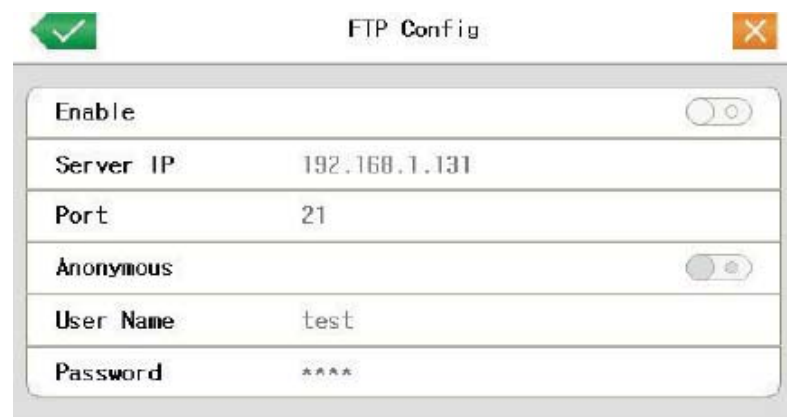 FTP Config
Enable
Server IP 192.168.1.131
Port 21
Anonymous
User Name test
Password ****